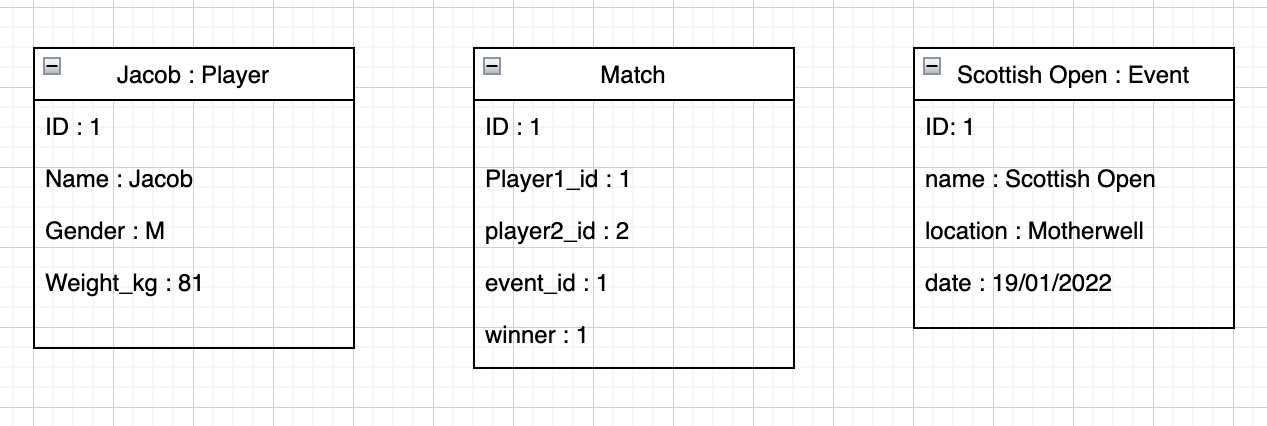 Jacob : Player
ID : 1
Name : Jacob
Gender : M
Weight_kg : 81
Match
ID : 1
Player1_id : 1
player2_id : 2
event_id : 1
winner : 1
Scottish Open : Event
ID: 1
name : Scottish Open
location : Motherwell
date : 19/01/2022